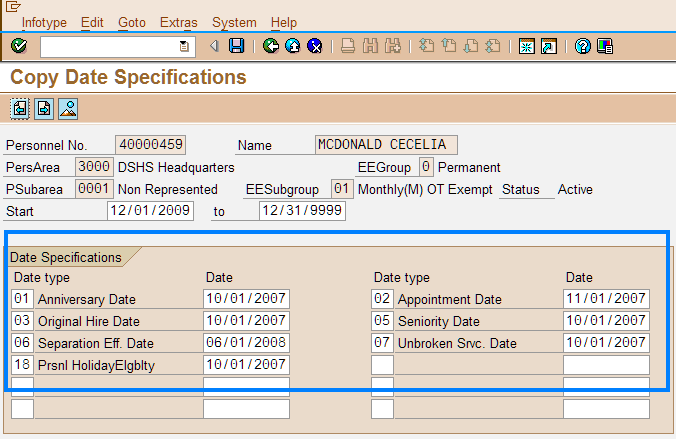 Infotype Edit Goto Extras System Help
Copy Date Specifications
Personnel No. 40000459 Name MCDONALD CECELIA
PersArea 3000 DSHS Headquarters EEGroup 0 Permanent
PSubarea 0001 Non Represented EESubgroup 01 Monthly(M) OT Exempt Status Active
Start 12/01/2009 to 12/31/9999
Date Specifications
Date type Date Date type Date
01 Anniversary Date 10/01/2007 02 Appointment Date 11/01/2007
03 Original Hire Date 10/01/2007 05 Seniority Date 10/01/2007
06 Separation Eff. Date 06/01/2008 07 Unbroken Srvc. Date 10/01/2007
18 Prsnl HolidayElgblty 10/01/2007